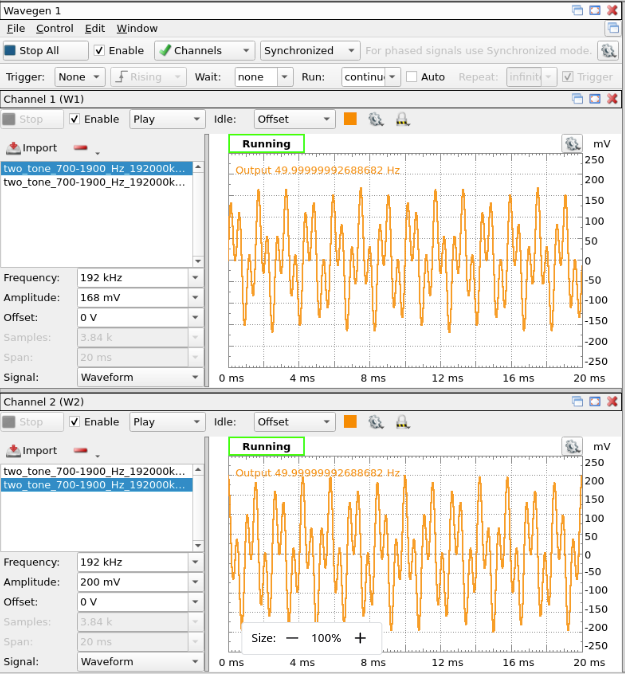 Wavegen 1
File Control Edit Window
Stop All Enable Channels Synchronized For phased signals use Synchronized mode.
Trigger: None Rising Wait: none Run: continu Auto Repeat: infinit Trigger
Channel 1 (W1)
Stop Enable Play Idle: Offset
Import
Running
mV
two_tone_700-1900_Hz_192000k...
two_tone_700-1900_Hz_192000k...
Output 49.99999992688682 Hz
250
200
150
100
50
0
-50
-100
-150
-200
-250
Frequency: 192 kHz
Amplitude: 168 mV
Offset: 0 V
Samples: 3.84 k
Span: 20 ms
Signal: Waveform
0 ms 4 ms 8 ms 12 ms 16 ms 20 ms
Channel 2 (W2)
Stop Enable Play Idle: Offset
Import
Running
mV
two_tone_700-1900_Hz_192000k...
two_tone_700-1900_Hz_192000k...
Output 49.99999992688682 Hz
250
200
150
100
50
0
-50
-100
-150
-200
-250
Frequency: 192 kHz
Amplitude: 200 mV
Offset: 0 V
Samples: 3.84 k
Span: 20 ms
Signal: Waveform
Size: — 100% +
0 ms 4 ms 8 ms 12 ms 16 ms 20 ms